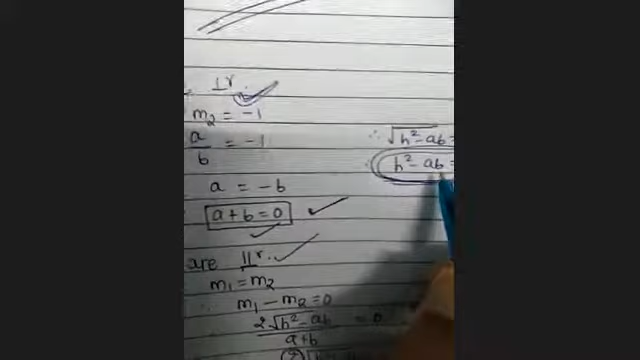 ⊥r.
m₂ = -1
a/b = -1
a = -b
a + b = 0
are ||r.
m₁ = m₂
m₁ - m₂ = 0
2√(h² - ab) / (a + b) = 0
∴ √(h² - ab) =
h² - ab =